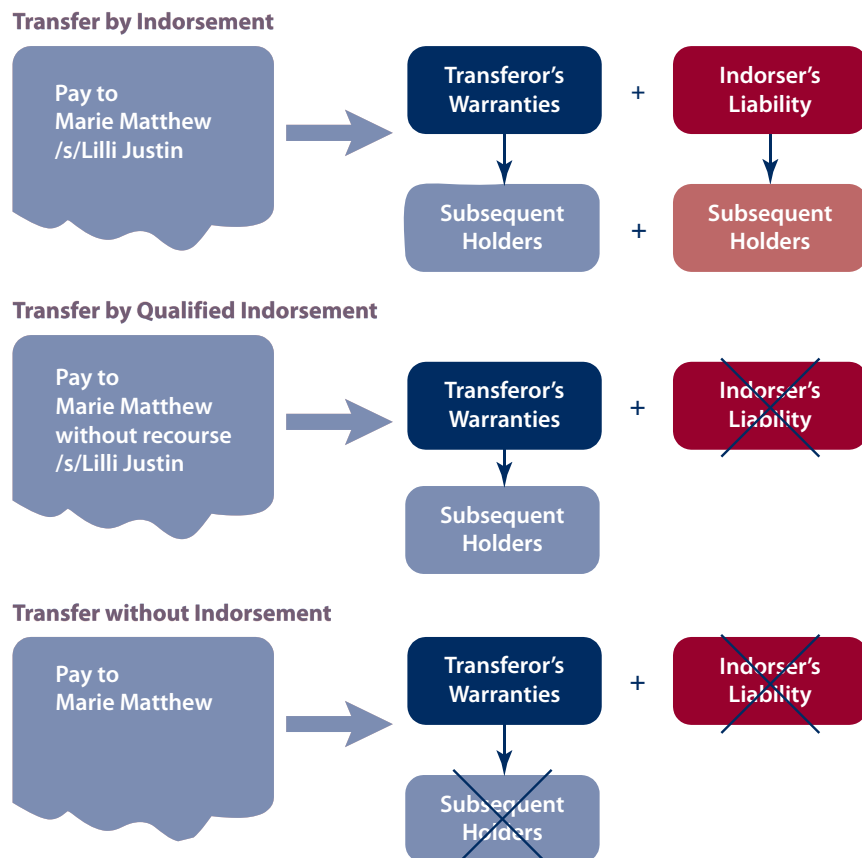 Transfer by Indorsement
Pay to
Marie Matthew
/s/Lilli Justin
Transferor's
Warranties
+
Indorser's
Liability
Subsequent
Holders
+
Subsequent
Holders
Transfer by Qualified Indorsement
Pay to
Marie Matthew
without recourse
/s/Lilli Justin
Transferor's
Warranties
+
Indorser's
Liability
Subsequent
Holders
Transfer without Indorsement
Pay to
Marie Matthew
Transferor's
Warranties
+
Indorser's
Liability
Subsequent
Holders